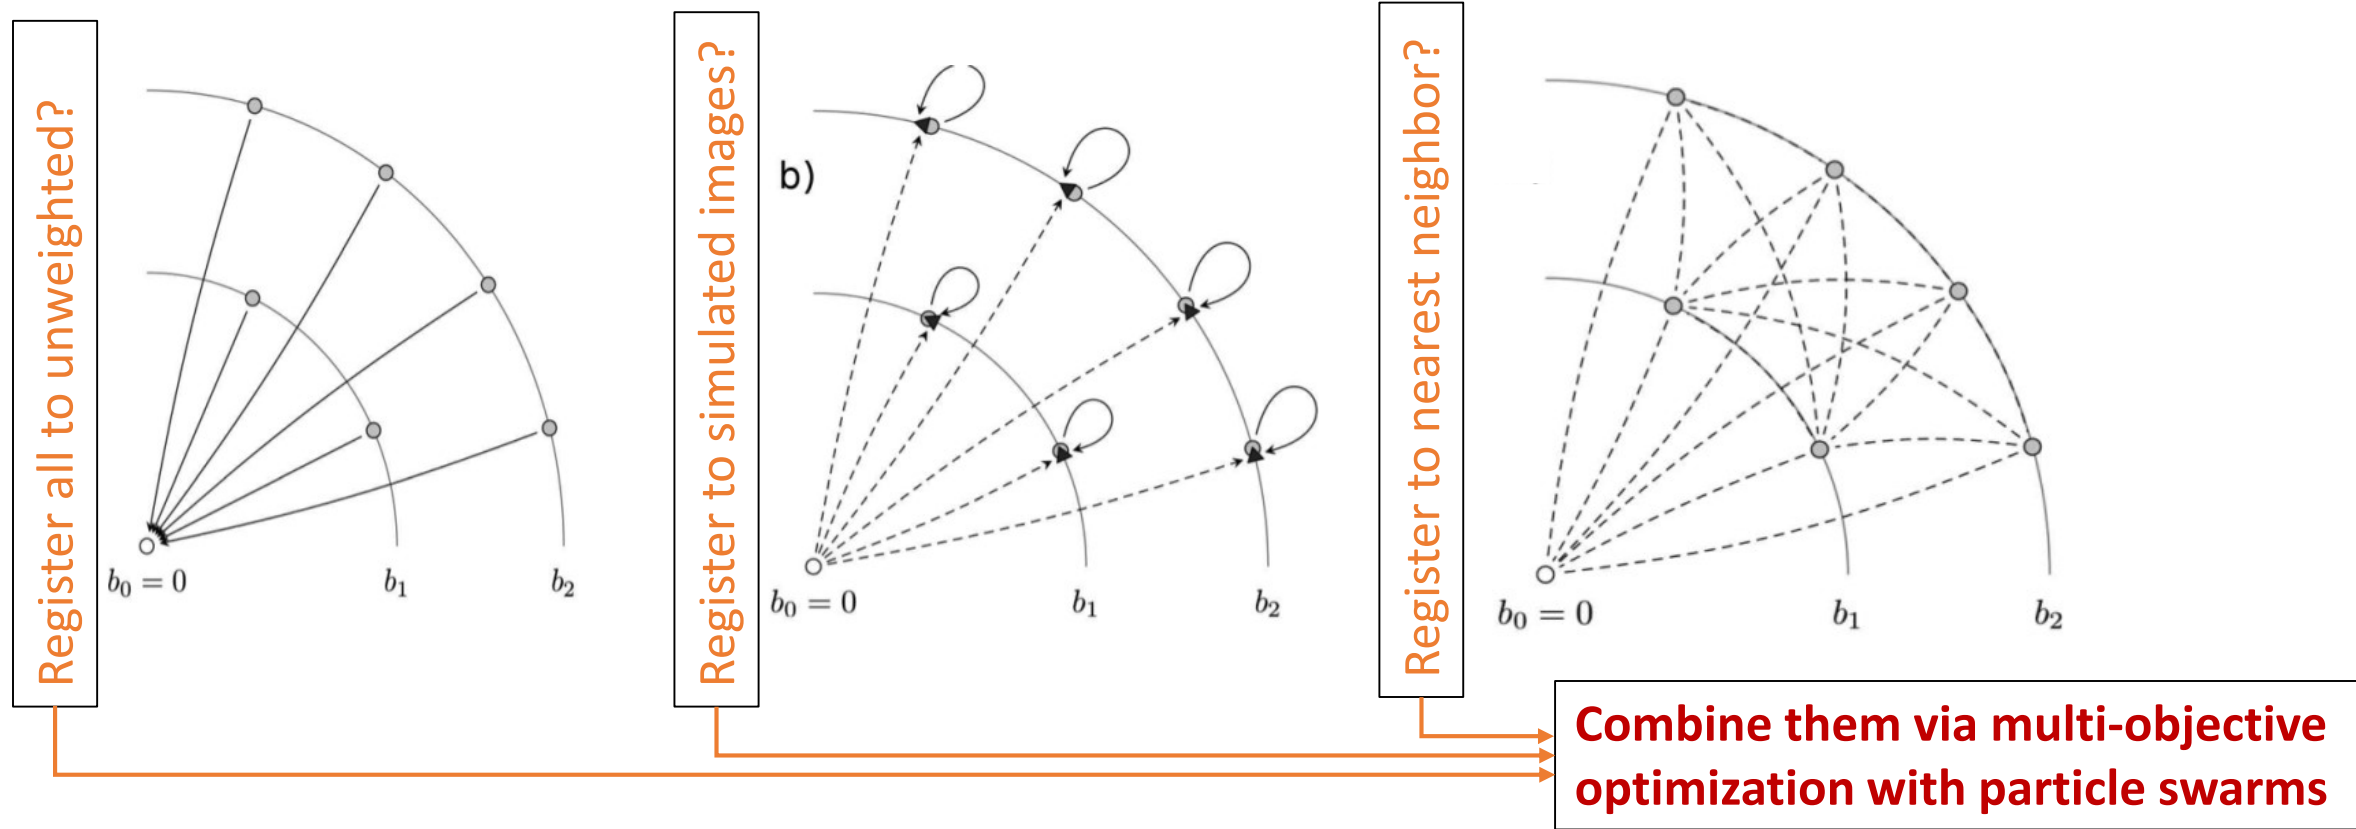 Register all to unweighted?
b₀ = 0
b₁
b₂
Register to simulated images?
b)
b₀ = 0
b₁
b₂
Register to nearest neighbor?
b₀ = 0
b₁
b₂
Combine them via multi-objective
optimization with particle swarms